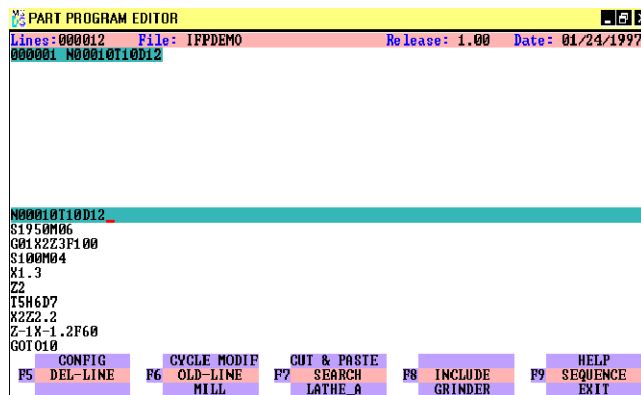 PART PROGRAM EDITOR
Lines:000012 File: IFPDEMO Release: 1.00 Date: 01/24/1997
000001 N00010T10D12
N00010T10D12_
S1950M06
G01X2Z3F100
S100M04
X1.3
Z2
T5H6D7
X2Z2.2
Z-1X-1.2F60
GOTO10
CONFIG CYCLE MODIF CUT & PASTE HELP
F5 DEL-LINE F6 OLD-LINE F7 SEARCH F8 INCLUDE F9 SEQUENCE
MILL LATHE_A GRINDER EXIT